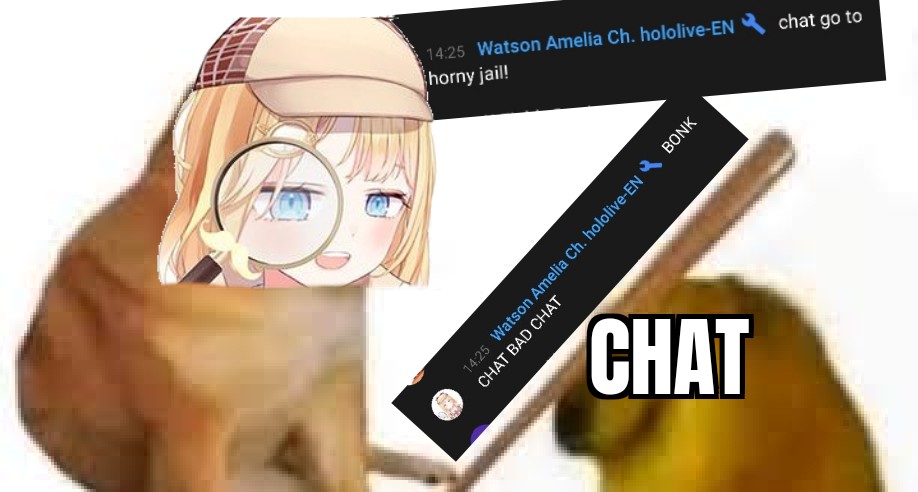 14:25 Watson Amelia Ch. hololive-EN chat go to
horny jail!
14:25 Watson Amelia Ch. hololive-EN BONK
CHAT BAD CHAT
CHAT